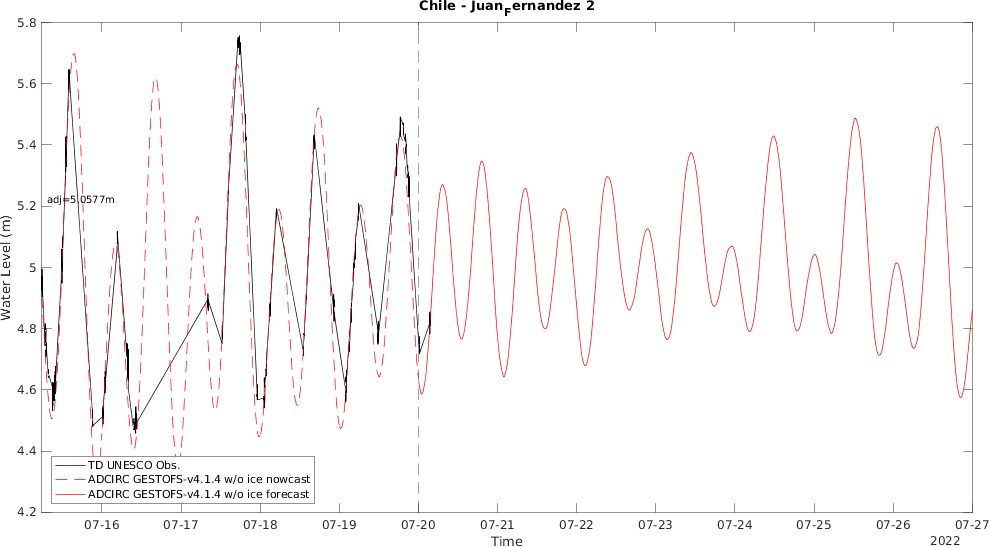 Chile - JuanFernandez 2
5.8
5.6
5.4
5.2
5
4.8
4.6
4.4
4.2
Water Level (m)
adj=5.0577m
TD UNESCO Obs.
ADCIRC GESTOFS-v4.1.4 w/o ice nowcast
ADCIRC GESTOFS-v4.1.4 w/o ice forecast
07-16 07-17 07-18 07-19 07-20 07-21 07-22 07-23 07-24 07-25 07-26 07-27
Time
2022